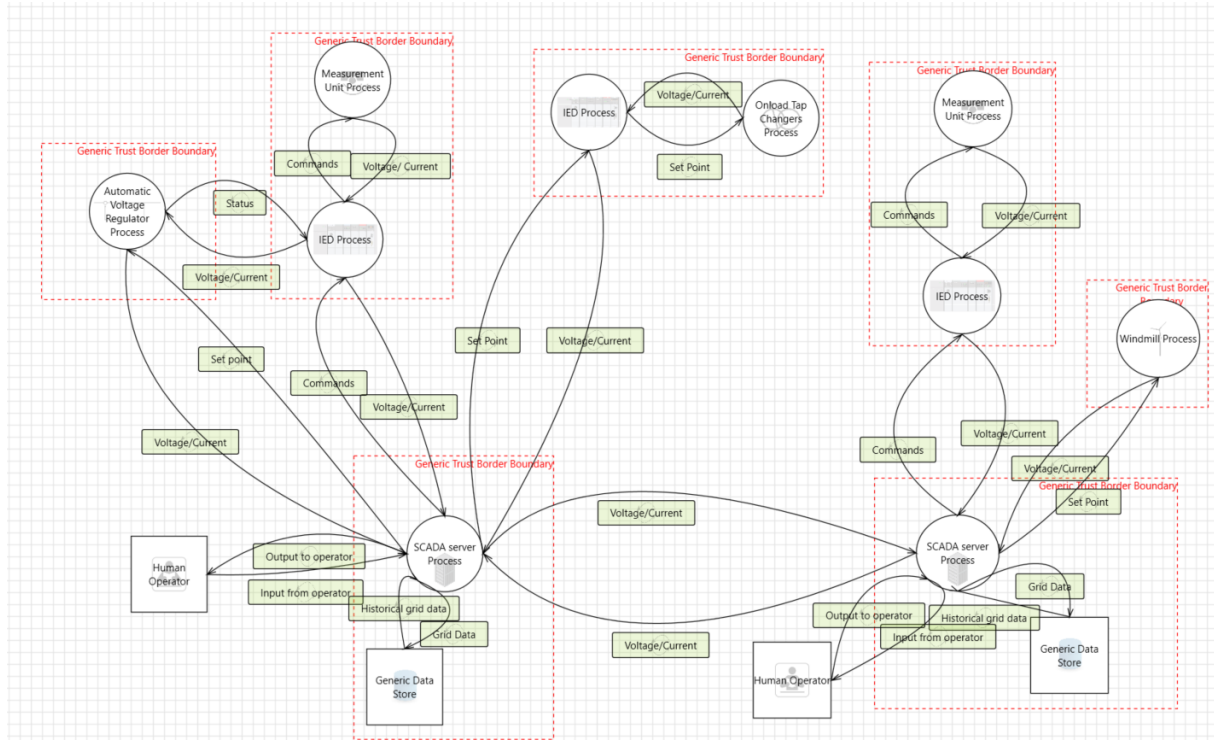 Generic Trust Border Boundary
Measurement
Unit Process
Commands
Voltage/ Current
IED Process
Generic Trust Border Boundary
Automatic
Voltage
Regulator
Process
Status
Voltage/Current
Generic Trust Border Boundary
IED Process
Voltage/Current
Onload Tap
Changers
Process
Set Point
Generic Trust Border Boundary
Measurement
Unit Process
Commands
Voltage/Current
IED Process
Generic Trust Border
Boundary
Windmill Process
Set point
Voltage/Current
Commands
Voltage/Current
Set Point
Voltage/Current
Commands
Voltage/Current
Voltage/Current
Set Point
Generic Trust Border Boundary
SCADA server
Process
Human
Operator
Output to operator
Input from operator
Historical grid data
Grid Data
Generic Data
Store
Voltage/Current
Voltage/Current
Generic Trust Border Boundary
SCADA server
Process
Grid Data
Output to operator
Historical grid data
Input from operator
Human Operator
Generic Data
Store